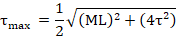 τmax = 1/2 √((ML)² + (4τ²))